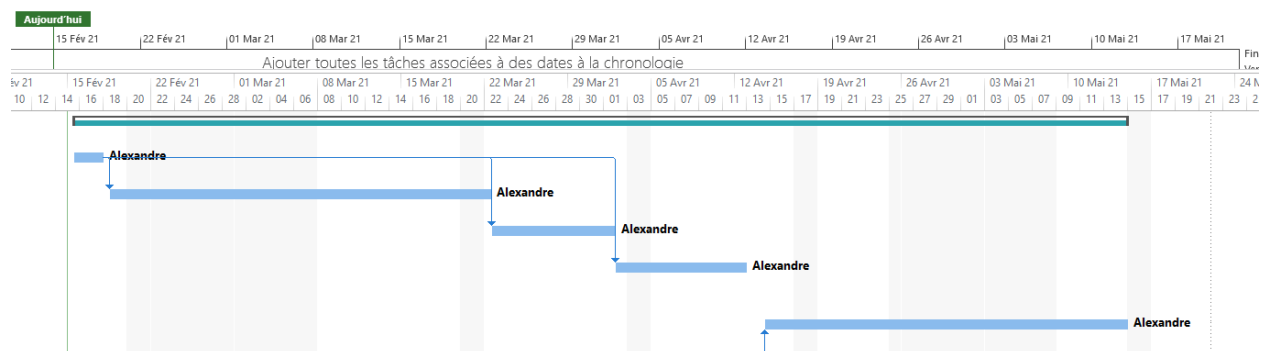 Aujourd'hui
15 Fév 21 22 Fév 21 01 Mar 21 08 Mar 21 15 Mar 21 22 Mar 21 29 Mar 21 05 Avr 21 12 Avr 21 19 Avr 21 26 Avr 21 03 Mai 21 10 Mai 21 17 Mai 21
Fin
Ajouter toutes les tâches associées à des dates à la chronologie
év 21 15 Fév 21 22 Fév 21 01 Mar 21 08 Mar 21 15 Mar 21 22 Mar 21 29 Mar 21 05 Avr 21 12 Avr 21 19 Avr 21 26 Avr 21 03 Mai 21 10 Mai 21 17 Mai 21 24 M
10 12 14 16 18 20 22 24 26 28 02 04 06 08 10 12 14 16 18 20 22 24 26 28 30 01 03 05 07 09 11 13 15 17 19 21 23 25 27 29 01 03 05 07 09 11 13 15 17 19 21 23 2
Alexandre
Alexandre
Alexandre
Alexandre
Alexandre